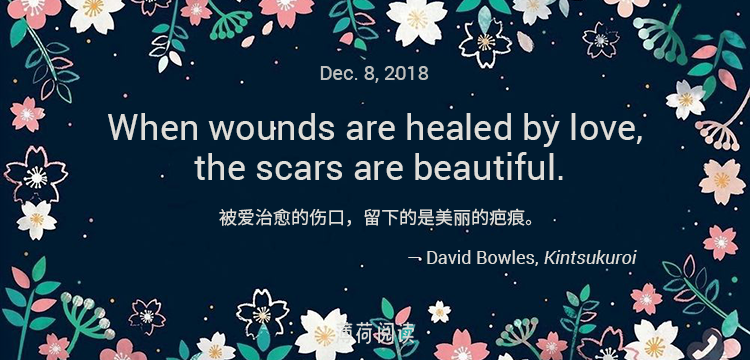 Dec. 8, 2018
When wounds are healed by love,
the scars are beautiful.
被爱治愈的伤口，留下的是美丽的疤痕。
— David Bowles, Kintsukuroi
薄荷阅读